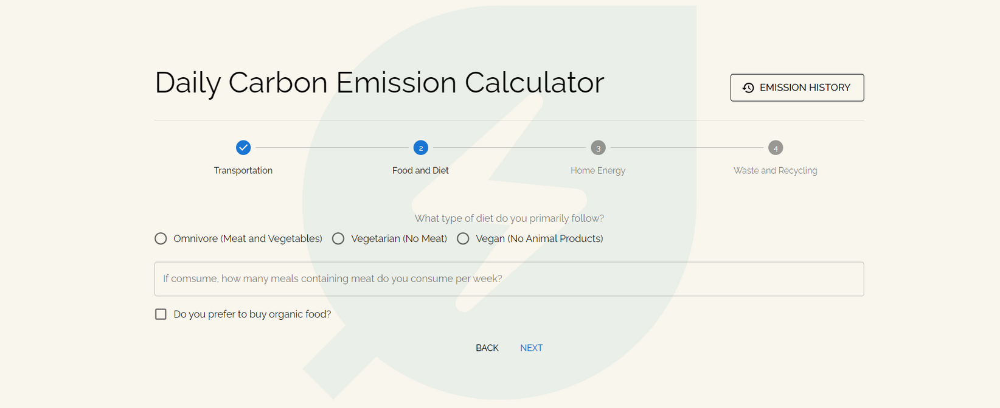 Daily Carbon Emission Calculator
EMISSION HISTORY
2
3
4
Transportation
Food and Diet
Home Energy
Waste and Recycling
What type of diet do you primarily follow?
Omnivore (Meat and Vegetables)
Vegetarian (No Meat)
Vegan (No Animal Products)
If comsume, how many meals containing meat do you consume per week?
Do you prefer to buy organic food?
BACK
NEXT